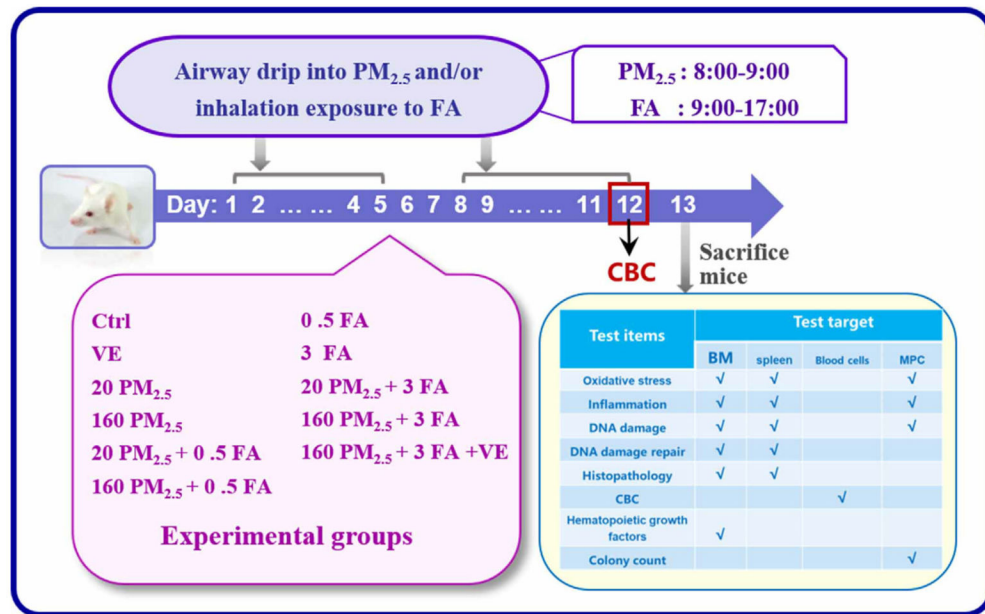 Airway drip into PM2.5 and/or
inhalation exposure to FA
PM2.5 : 8:00-9:00
FA : 9:00-17:00
Day: 1 2 ... ... 4 5 6 7 8 9 ... ... 11 12 13
CBC
Sacrifice
mice
Ctrl
VE
20 PM2.5
160 PM2.5
20 PM2.5 + 0 .5 FA
160 PM2.5 + 0 .5 FA
0 .5 FA
3 FA
20 PM2.5 + 3 FA
160 PM2.5 + 3 FA
160 PM2.5 + 3 FA +VE
Experimental groups
Test items Test target
BM spleen Blood cells MPC
Oxidative stress √ √ √
Inflammation √ √ √
DNA damage √ √ √
DNA damage repair √ √
Histopathology √ √
CBC √
Hematopoietic growth
factors √
Colony count √